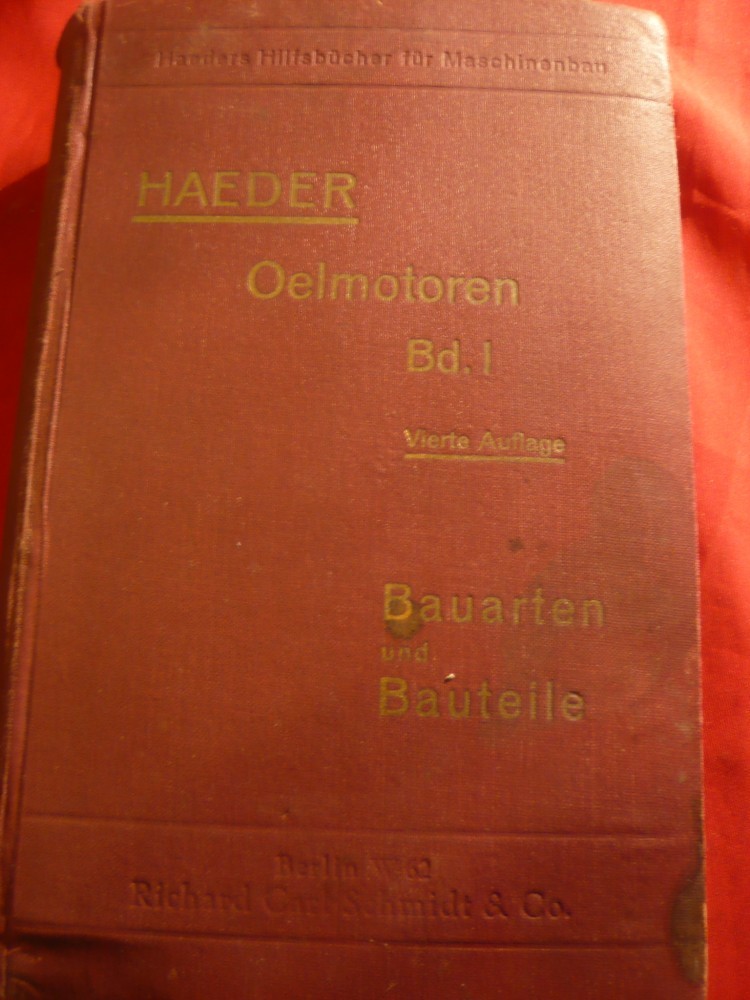 Haeders Hilfsbücher für Maschinenbau
HAEDER
Oelmotoren
Bd. I
Vierte Auflage
Bauarten
und
Bauteile
Berlin W 62
Richard Carl Schmidt & Co.